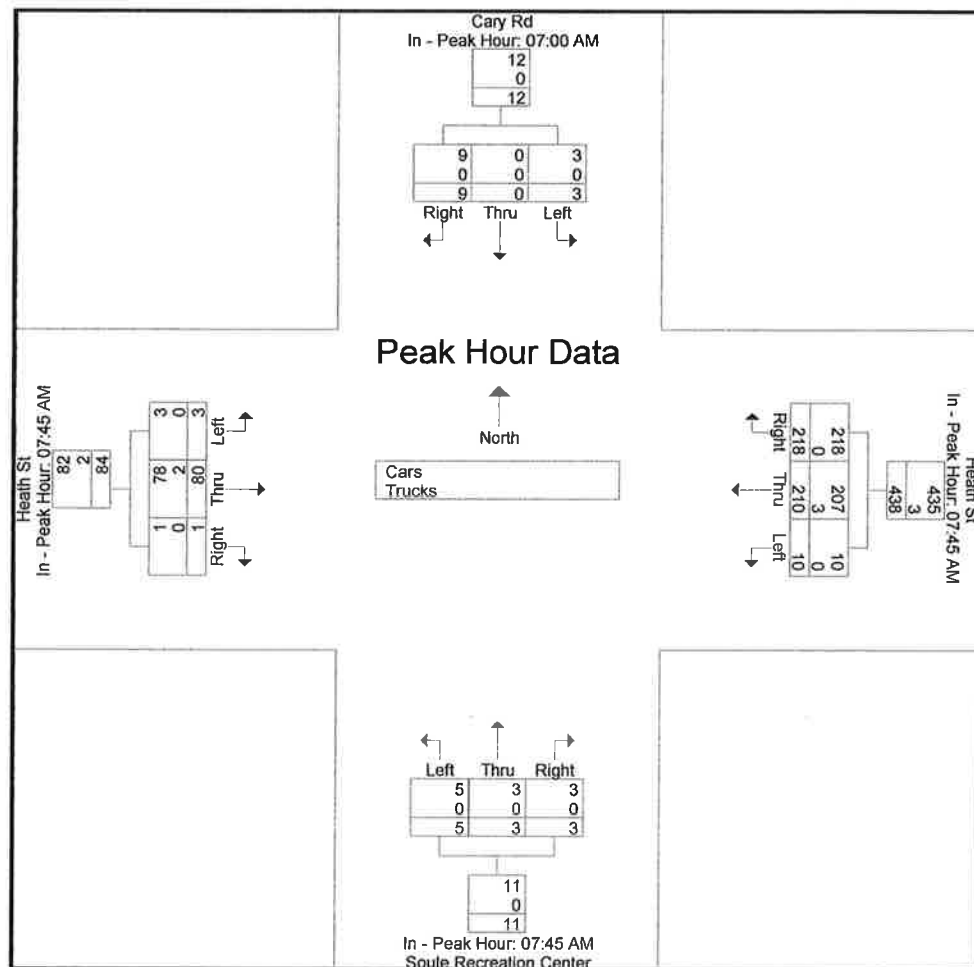 Cary Rd
In - Peak Hour: 07:00 AM
12
0
12
9 0 3
0 0 0
9 0 3
Right Thru Left
Peak Hour Data
North
Cars
Trucks
Heath St
In - Peak Hour: 07:45 AM
82
2
84
3 0 3
78 2 80
1 0 1
Left
Thru
Right
Heath St
In - Peak Hour: 07:45 AM
435
3
438
218 0 218
207 3 210
10 0 10
Right
Thru
Left
Left Thru Right
5 3 3
0 0 0
5 3 3
11
0
11
In - Peak Hour: 07:45 AM
Soule Recreation Center